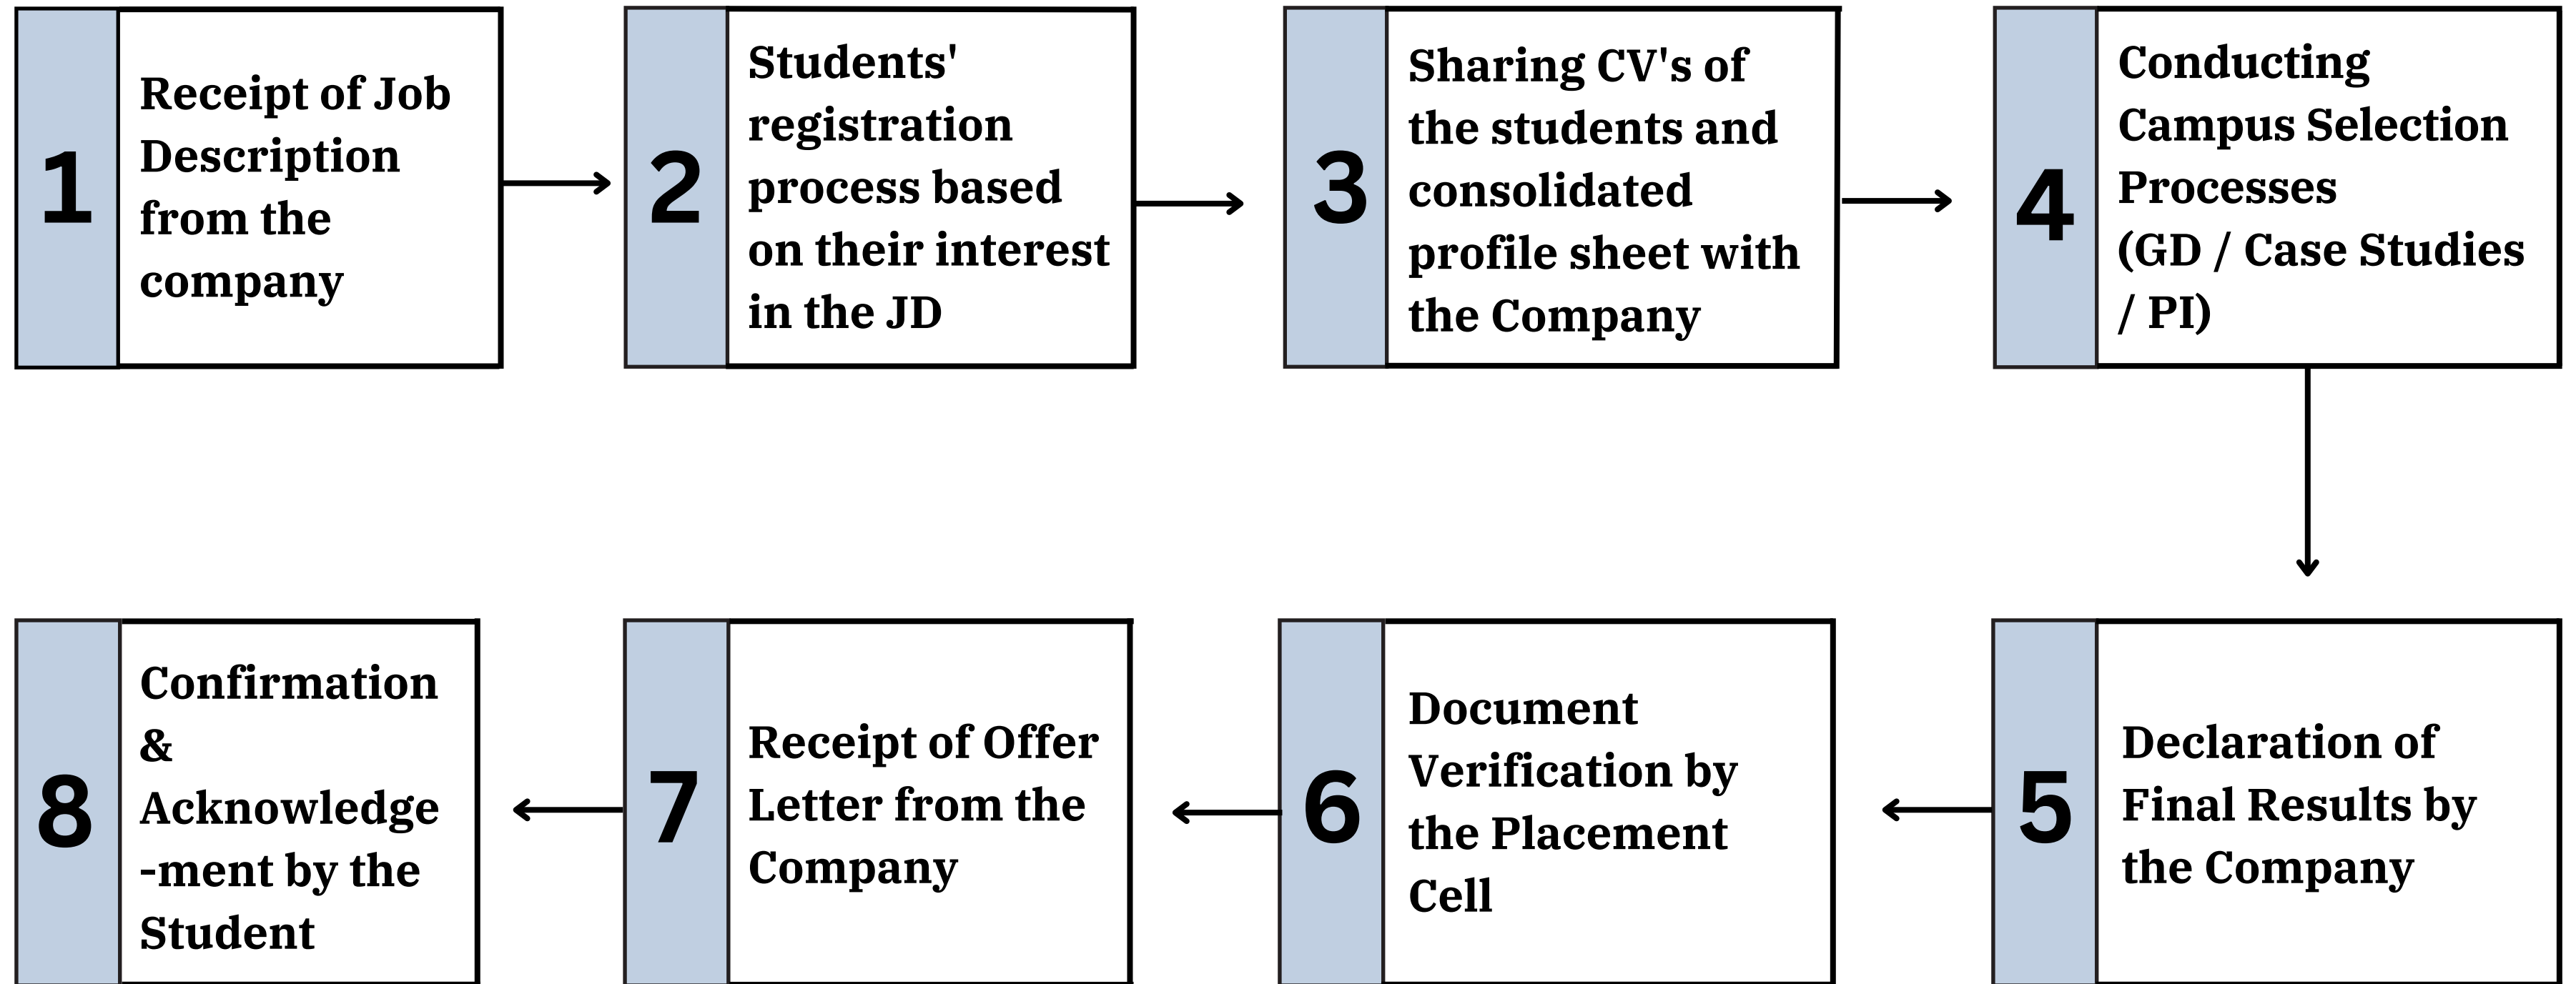 1
Receipt of Job
Description
from the
company
2
Students'
registration
process based
on their interest
in the JD
3
Sharing CV's of
the students and
consolidated
profile sheet with
the Company
4
Conducting
Campus Selection
Processes
(GD / Case Studies
/ PI)
5
Declaration of
Final Results by
the Company
6
Document
Verification by
the Placement
Cell
7
Receipt of Offer
Letter from the
Company
8
Confirmation
&
Acknowledge
-ment by the
Student